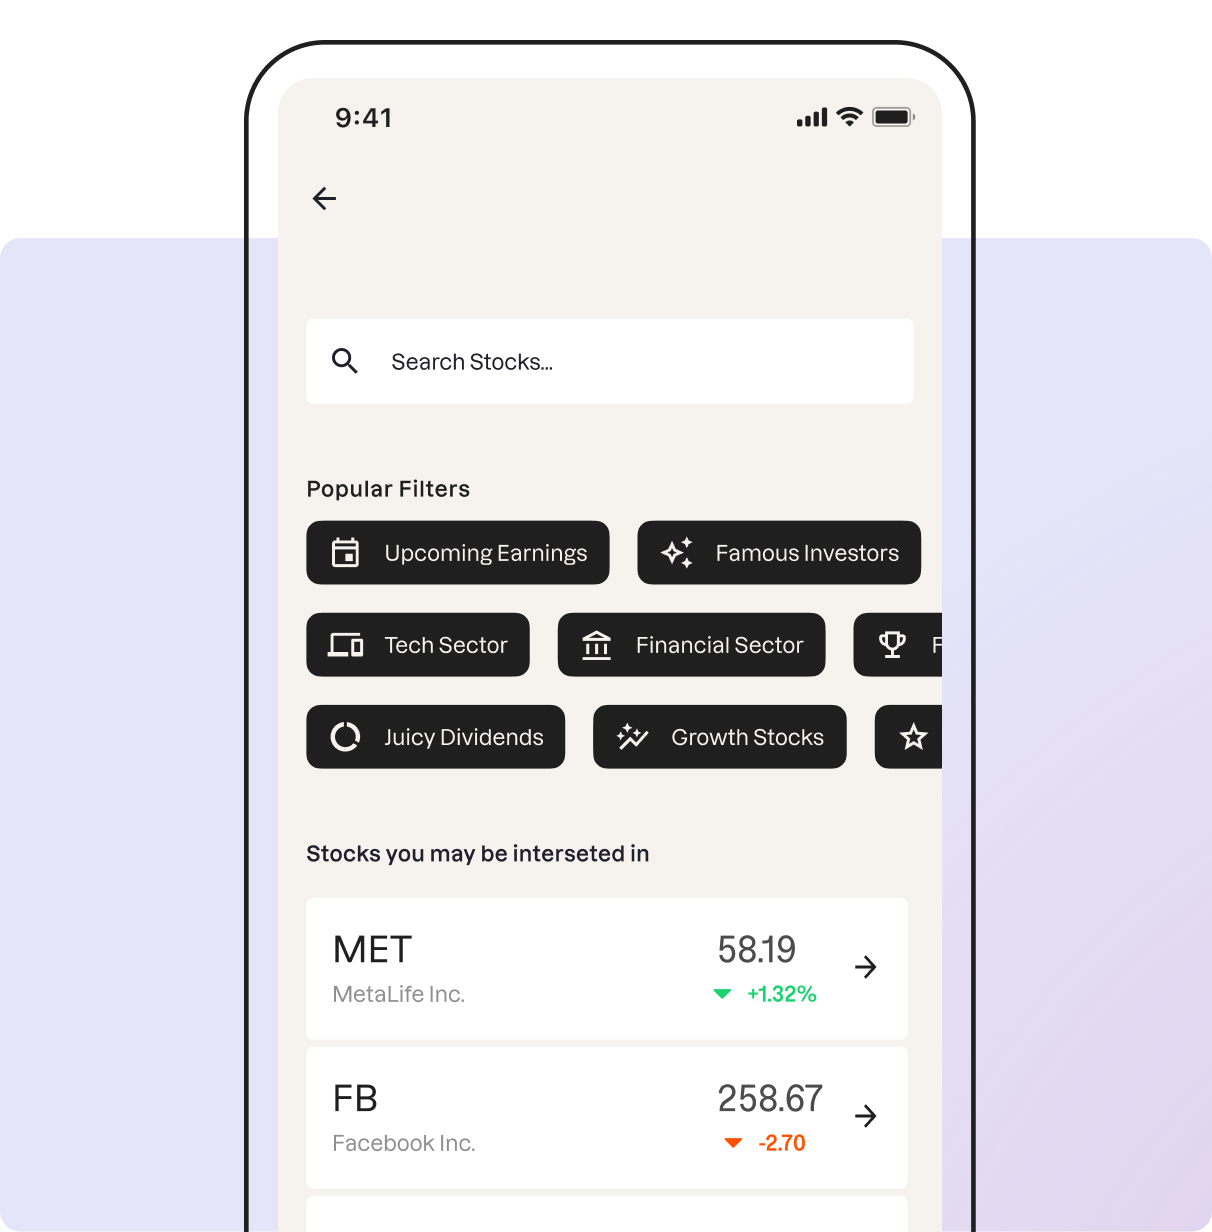 9:41
Search Stocks...
Popular Filters
Upcoming Earnings
Famous Investors
Tech Sector
Financial Sector
F
Juicy Dividends
Growth Stocks
Stocks you may be interseted in
MET
58.19
MetaLife Inc.
+1.32%
FB
258.67
Facebook Inc.
-2.70